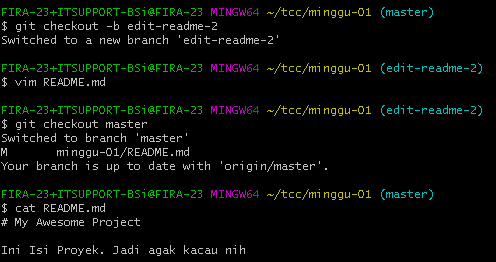 FIRA-23+ITSUPPORT-BSi@FIRA-23 MINGW64 ~/tcc/minggu-01 (master)
$ git checkout -b edit-readme-2
Switched to a new branch 'edit-readme-2'
FIRA-23+ITSUPPORT-BSi@FIRA-23 MINGW64 ~/tcc/minggu-01 (edit-readme-2)
$ vim README.md
FIRA-23+ITSUPPORT-BSi@FIRA-23 MINGW64 ~/tcc/minggu-01 (edit-readme-2)
$ git checkout master
Switched to branch 'master'
M       minggu-01/README.md
Your branch is up to date with 'origin/master'.
FIRA-23+ITSUPPORT-BSi@FIRA-23 MINGW64 ~/tcc/minggu-01 (master)
$ cat README.md
# My Awesome Project
Ini Isi Proyek. Jadi agak kacau nih